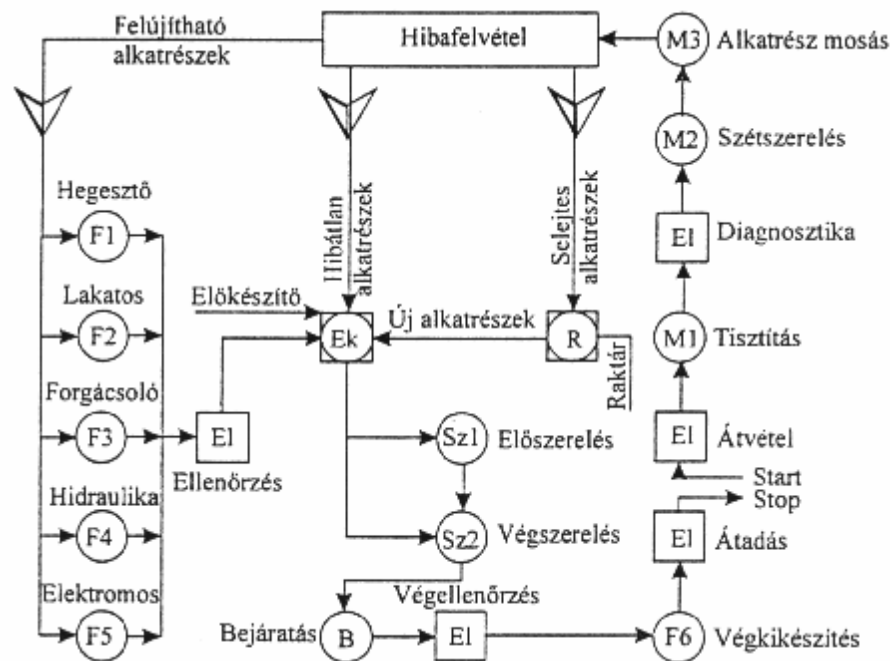 Felújítható
alkatrészek
Hibafelvétel
M3
Alkatrész mosás
M2
Szétszerelés
Hegesztő
F1
Hibátlan
alkatrészek
Selejtes
alkatrészek
El
Diagnosztika
Lakatos
F2
Előkészítő
Ek
Új alkatrészek
R
Raktár
M1
Tisztítás
Forgácsoló
F3
El
Ellenőrzés
Sz1
Előszerelés
El
Átvétel
Start
Stop
Hidraulika
F4
Sz2
Végszerelés
El
Átadás
Elektromos
F5
Bejáratás
B
Végellenőrzés
El
F6
Végkikészítés